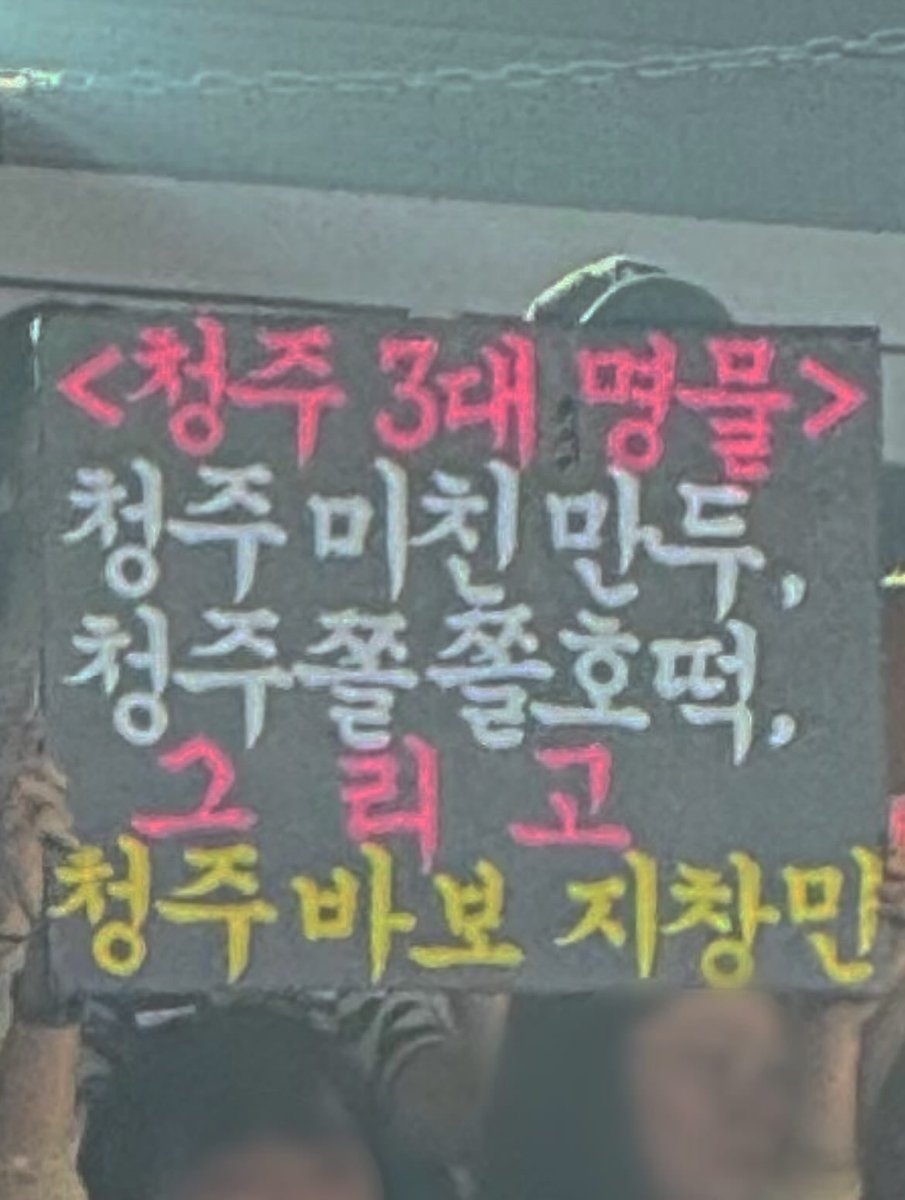 <청주 3대 명물>
청주 미친 만두,
청주 쫄쫄호떡,
그리고
청주 바보 지창민